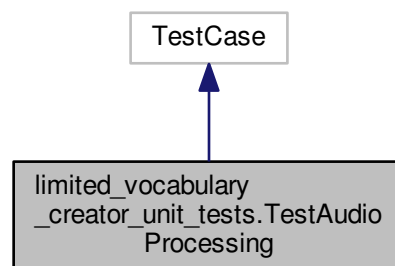 TestCase
limited_vocabulary
_creator_unit_tests.TestAudio
Processing